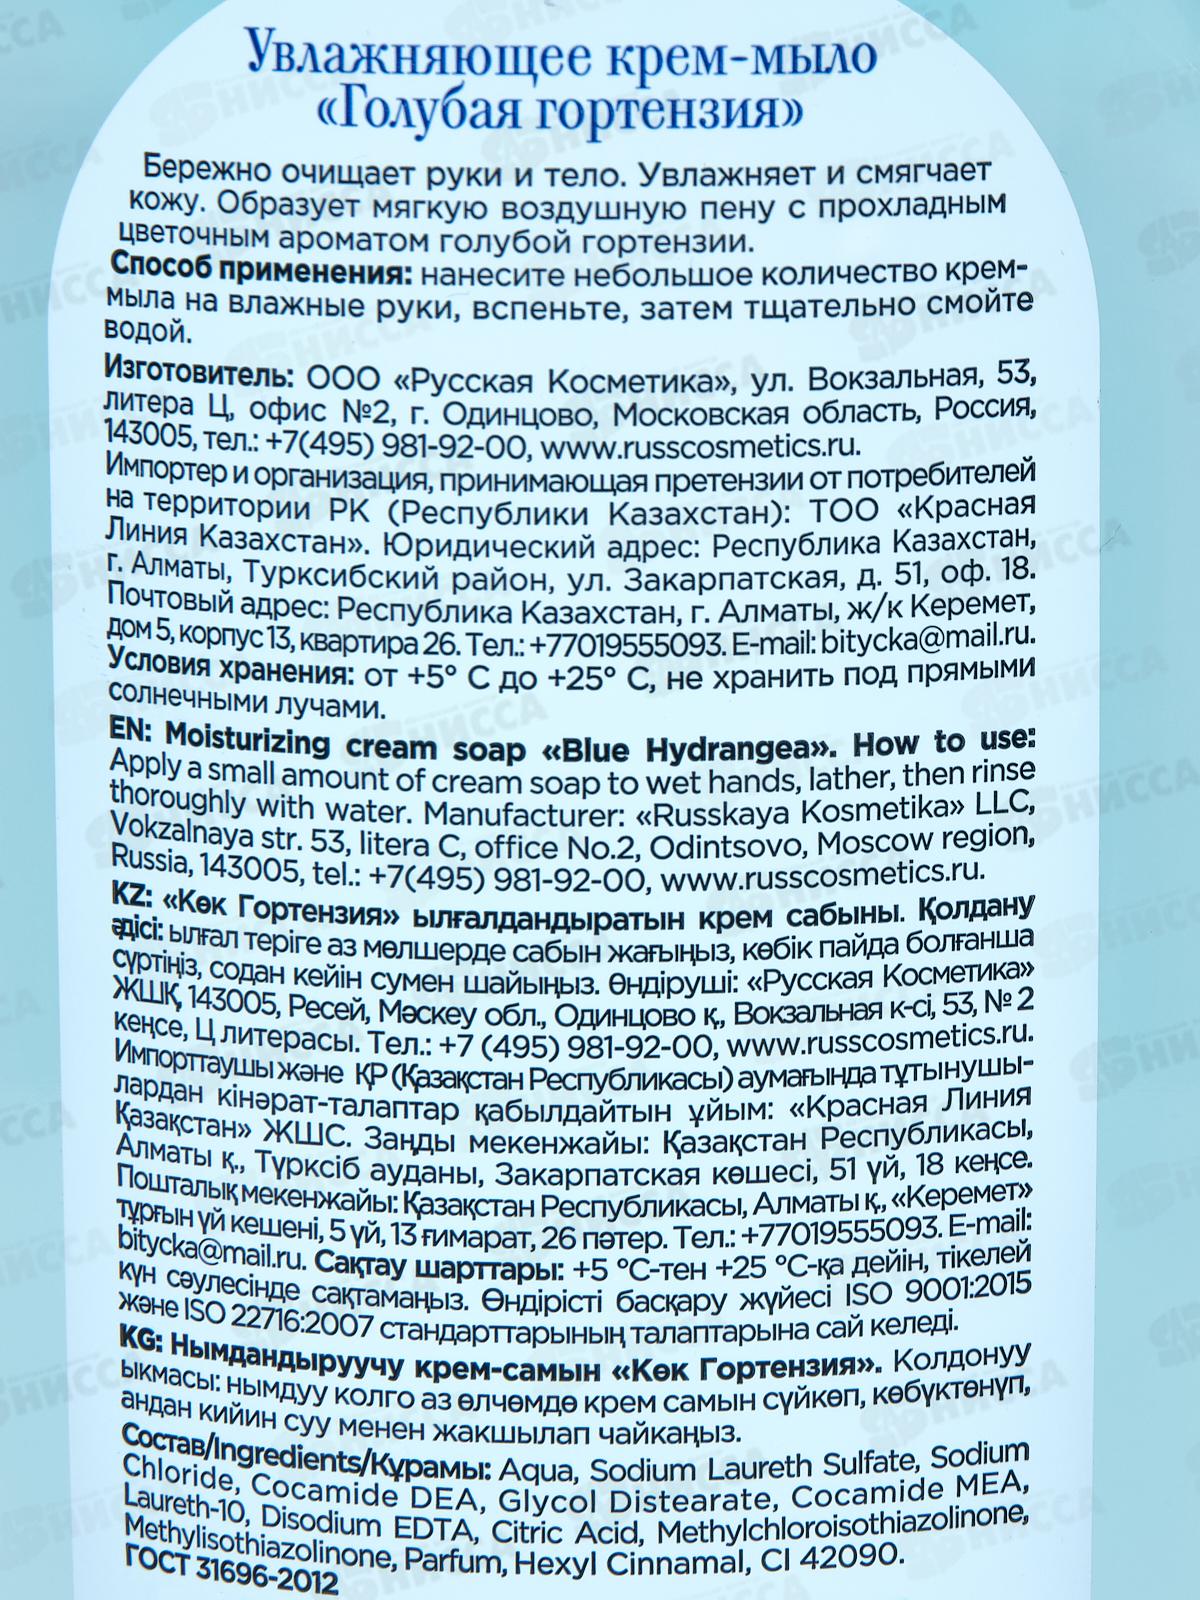 Увлажняющее крем-мыло
«Голубая гортензия»
Бережно очищает руки и тело. Увлажняет и смягчает
кожу. Образует мягкую воздушную пену с прохладным
цветочным ароматом голубой гортензии.
Способ применения: нанесите небольшое количество крем-
мыла на влажные руки, вспеньте, затем тщательно смойте
водой.
Изготовитель: ООО «Русская Косметика», ул. Вокзальная, 53,
литера Ц, офис №2, г. Одинцово, Московская область, Россия,
143005, тел.: +7(495) 981-92-00, www.russcosmetics.ru.
Импортер и организация, принимающая претензии от потребителей
на территории РК (Республики Казахстан): ТОО «Красная
Линия Казахстан». Юридический адрес: Республика Казахстан,
г. Алматы, Турксибский район, ул. Закарпатская, д. 51, оф. 18.
Почтовый адрес: Республика Казахстан, г. Алматы, ж/к Керемет,
дом 5, корпус 13, квартира 26. Тел.: +77019555093. E-mail: bitycka@mail.ru.
Условия хранения: от +5° С до +25° С, не хранить под прямыми
солнечными лучами.
EN: Moisturizing cream soap «Blue Hydrangea». How to use:
Apply a small amount of cream soap to wet hands, lather, then rinse
thoroughly with water. Manufacturer: «Russkaya Kosmetika» LLC,
Vokzalnaya str. 53, litera C, office No.2, Odintsovo, Moscow region,
Russia, 143005, tel.: +7(495) 981-92-00, www.russcosmetics.ru.
KZ: «Көк Гортензия» ылғалдандыратын крем сабыны. Қолдану
әдісі: ылғал теріге аз мөлшерде сабын жағыңыз, көбік пайда болғанша
сүртіңіз, содан кейін сумен шайыңыз. Өндіруші: «Русская Косметика»
ЖШҚ, 143005, Ресей, Мәскеу обл., Одинцово қ., Вокзальная к-сі, 53, № 2
кеңсе, Ц литерасы. Тел.: +7 (495) 981-92-00, www.russcosmetics.ru.
Импорттаушы және ҚР (Қазақстан Республикасы) аумағында тұтынушы-
лардан кінәрат-талаптар қабылдайтын ұйым: «Красная Линия
Қазақстан» ЖШС. Заңды мекенжайы: Қазақстан Республикасы,
Алматы қ., Түрксіб ауданы, Закарпатская көшесі, 51 үй, 18 кеңсе.
Пошталық мекенжайы: Қазақстан Республикасы, Алматы қ., «Керемет»
тұрғын үй кешені, 5 үй, 13 ғимарат, 26 пәтер. Тел.: +77019555093. E-mail:
bitycka@mail.ru. Сақтау шарттары: +5 °С-тен +25 °С-қа дейін, тікелей
күн сәулесінде сақтамаңыз. Өндірісті басқару жүйесі ISO 9001:2015
және ISO 22716:2007 стандарттарының талаптарына сай келеді.
KG: Нымдандыруучу крем-самын «Көк Гортензия». Колдонуу
ыкмасы: нымдуу колго аз өлчөмдө крем самын сүйкөп, көбүктөнүп,
андан кийин суу менен жакшылап чайкаңыз.
Состав/Ingredients/Құрамы: Aqua, Sodium Laureth Sulfate, Sodium
Chloride, Cocamide DEA, Glycol Distearate, Cocamide MEA,
Laureth-10, Disodium EDTA, Citric Acid, Methylchloroisothiazolinone,
Methylisothiazolinone, Parfum, Hexyl Cinnamal, CI 42090.
ГОСТ 31696-2012